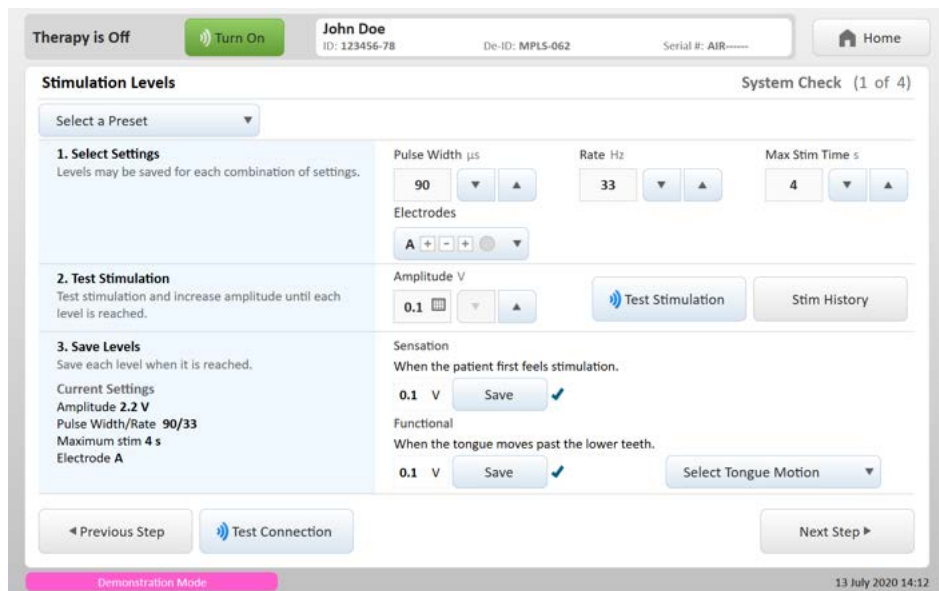 Therapy is Off
Turn On
John Doe
ID: 123456-78 De-ID: MPLS-062 Serial #: AIR------
Home
Stimulation Levels
System Check (1 of 4)
Select a Preset
1. Select Settings
Levels may be saved for each combination of settings.
Pulse Width µs Rate Hz Max Stim Time s
90 33 4
Electrodes
A + - +
2. Test Stimulation
Test stimulation and increase amplitude until each
level is reached.
Amplitude V
0.1
Test Stimulation
Stim History
3. Save Levels
Save each level when it is reached.
Current Settings
Amplitude 2.2 V
Pulse Width/Rate 90/33
Maximum stim 4 s
Electrode A
Sensation
When the patient first feels stimulation.
0.1 V Save
Functional
When the tongue moves past the lower teeth.
0.1 V Save
Select Tongue Motion
Previous Step
Test Connection
Next Step
Demonstration Mode
13 July 2020 14:12